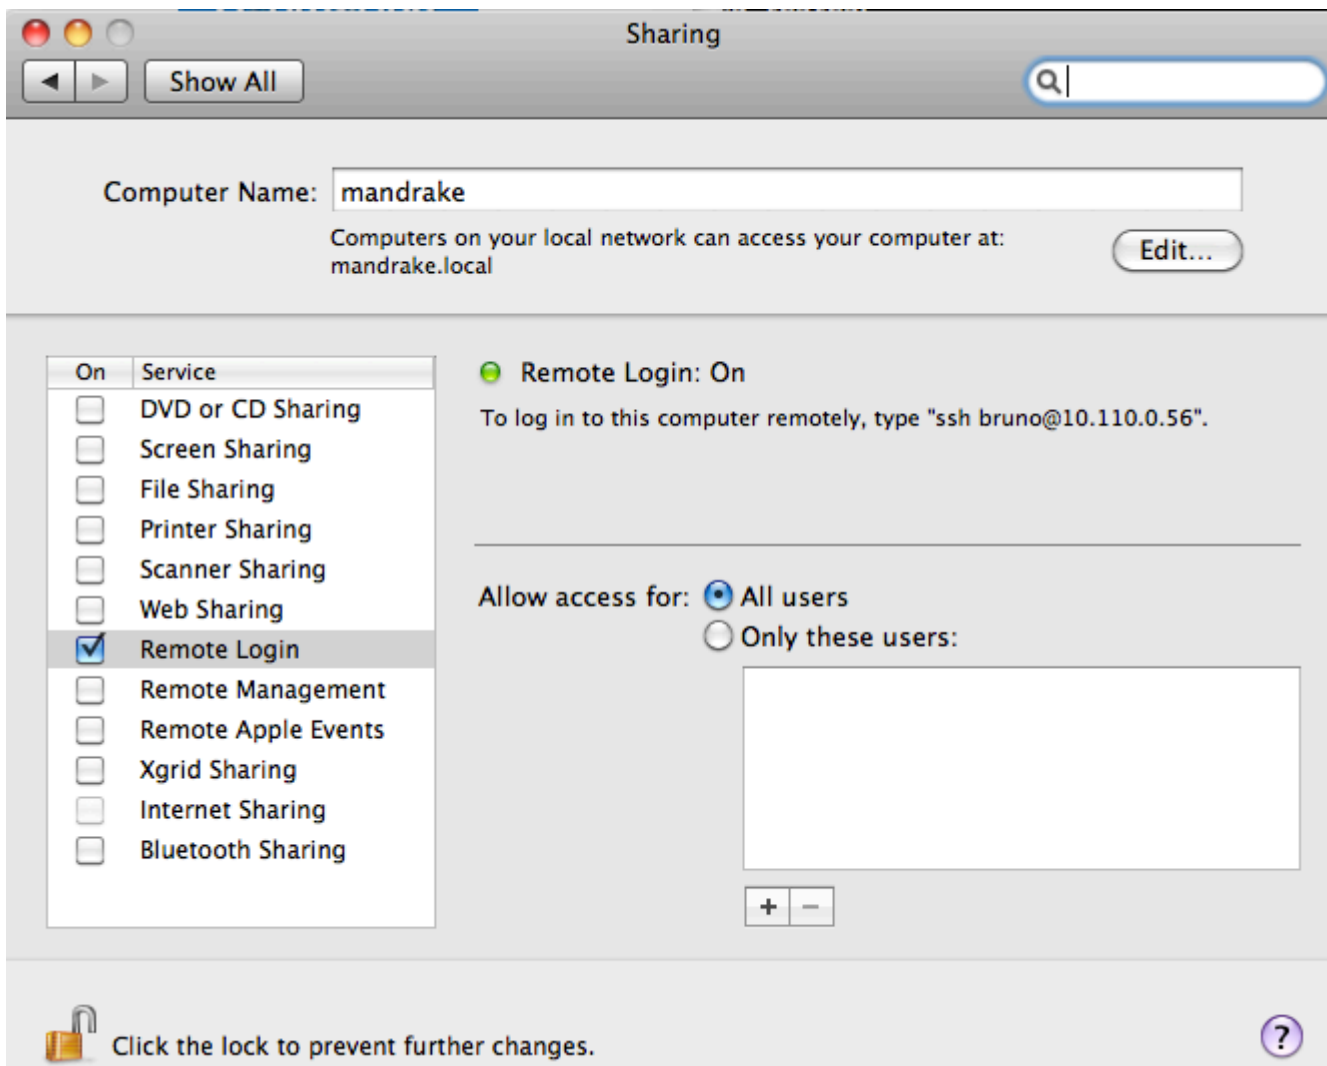 Sharing
Show All
Computer Name: mandrake
Computers on your local network can access your computer at:
mandrake.local
Edit...
On Service
DVD or CD Sharing
Screen Sharing
File Sharing
Printer Sharing
Scanner Sharing
Web Sharing
Remote Login
Remote Management
Remote Apple Events
Xgrid Sharing
Internet Sharing
Bluetooth Sharing
Remote Login: On
To log in to this computer remotely, type "ssh bruno@10.110.0.56".
Allow access for: All users
Only these users:
+ −
Click the lock to prevent further changes.
?